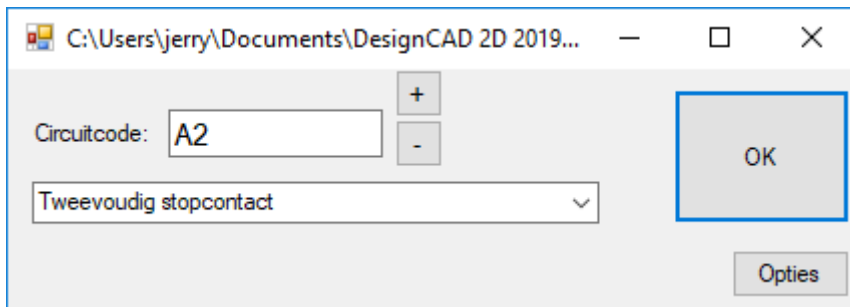 C:\Users\jerry\Documents\DesignCAD 2D 2019...
+
Circuitcode: A2
-
OK
Tweevoudig stopcontact
Opties